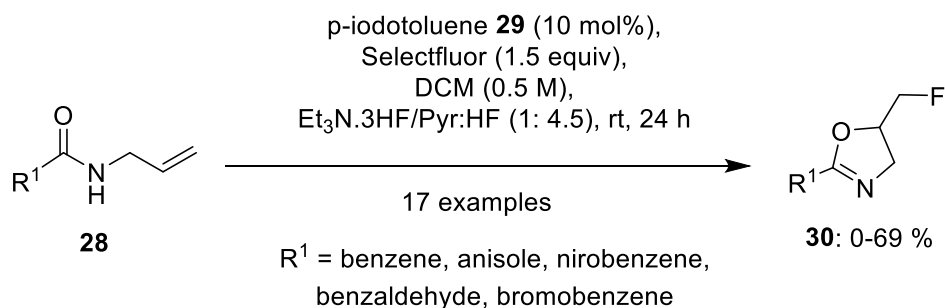 p-iodotoluene 29 (10 mol%),
Selectfluor (1.5 equiv),
DCM (0.5 M),
Et3N.3HF/Pyr:HF (1: 4.5), rt, 24 h
17 examples
R1 = benzene, anisole, nirobenzene,
benzaldehyde, bromobenzene
O
R1
N
H
28
F
O
R1
N
30: 0-69 %